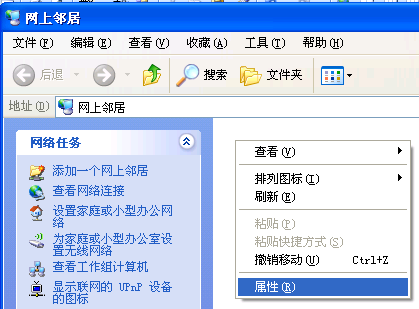 网上邻居
文件(F) 编辑(E) 查看(V) 收藏(A) 工具(T) 帮助(H)
后退 搜索 文件夹
地址(D) 网上邻居
网络任务
添加一个网上邻居
查看网络连接
设置家庭或小型办公网
络
为家庭或小型办公室设
置无线网络
查看工作组计算机
显示联网的 UPnP 设备
的图标
查看(V)
排列图标(I)
刷新(E)
粘贴(P)
粘贴快捷方式(S)
撤销移动(U) Ctrl+Z
属性(R)